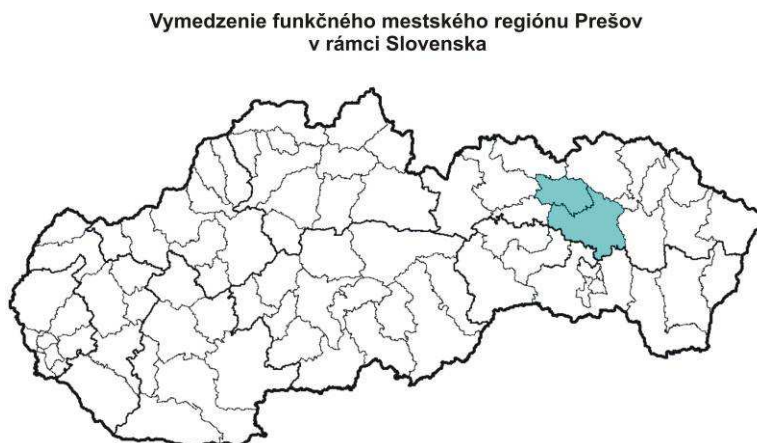 Vymedzenie funkčného mestského regiónu Prešov
v rámci Slovenska